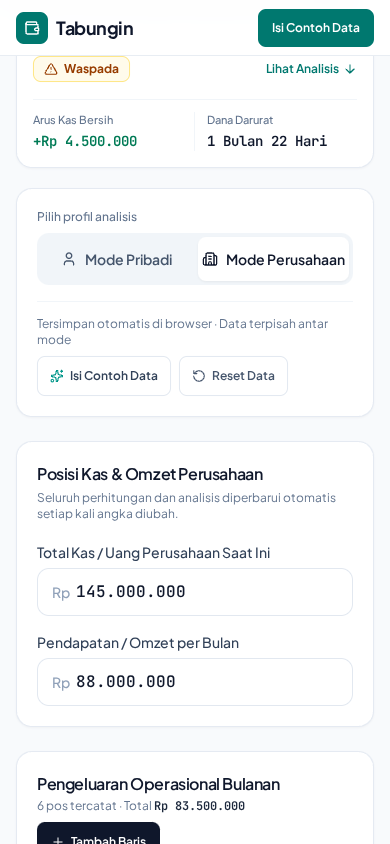 Tabungin
Isi Contoh Data
Waspada
Lihat Analisis ↓
Arus Kas Bersih
+Rp 4.500.000
Dana Darurat
1 Bulan 22 Hari
Pilih profil analisis
Mode Pribadi
Mode Perusahaan
Tersimpan otomatis di browser · Data terpisah antar
mode
Isi Contoh Data
Reset Data
Posisi Kas & Omzet Perusahaan
Seluruh perhitungan dan analisis diperbarui otomatis
setiap kali angka diubah.
Total Kas / Uang Perusahaan Saat Ini
Rp 145.000.000
Pendapatan / Omzet per Bulan
Rp 88.000.000
Pengeluaran Operasional Bulanan
6 pos tercatat · Total Rp 83.500.000
+ Tambah Baris